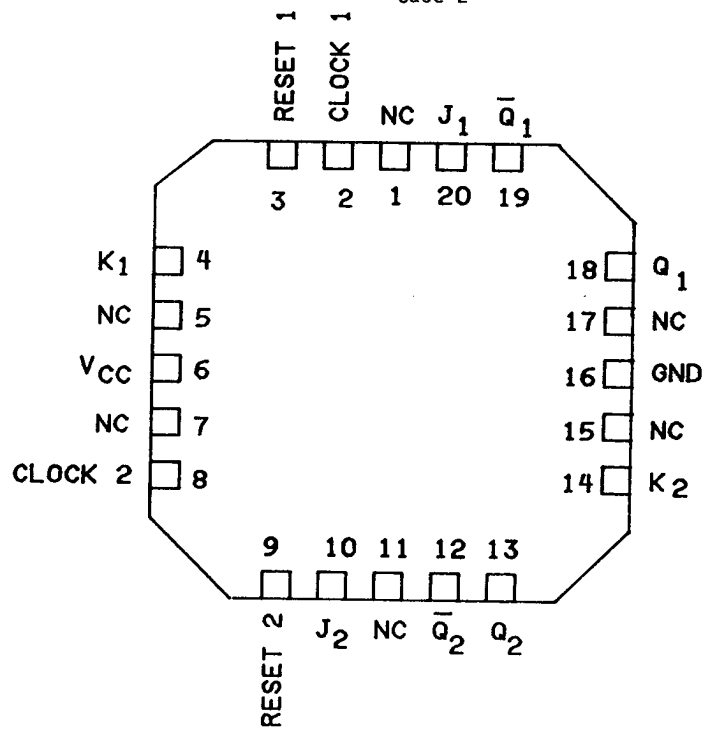 Case 2
RESET 1
CLOCK 1
NC J1 Q̅1
3 2 1 20 19
K1 4
NC 5
VCC 6
NC 7
CLOCK 2 8
18 Q1
17 NC
16 GND
15 NC
14 K2
9 10 11 12 13
RESET 2
J2 NC Q̅2 Q2